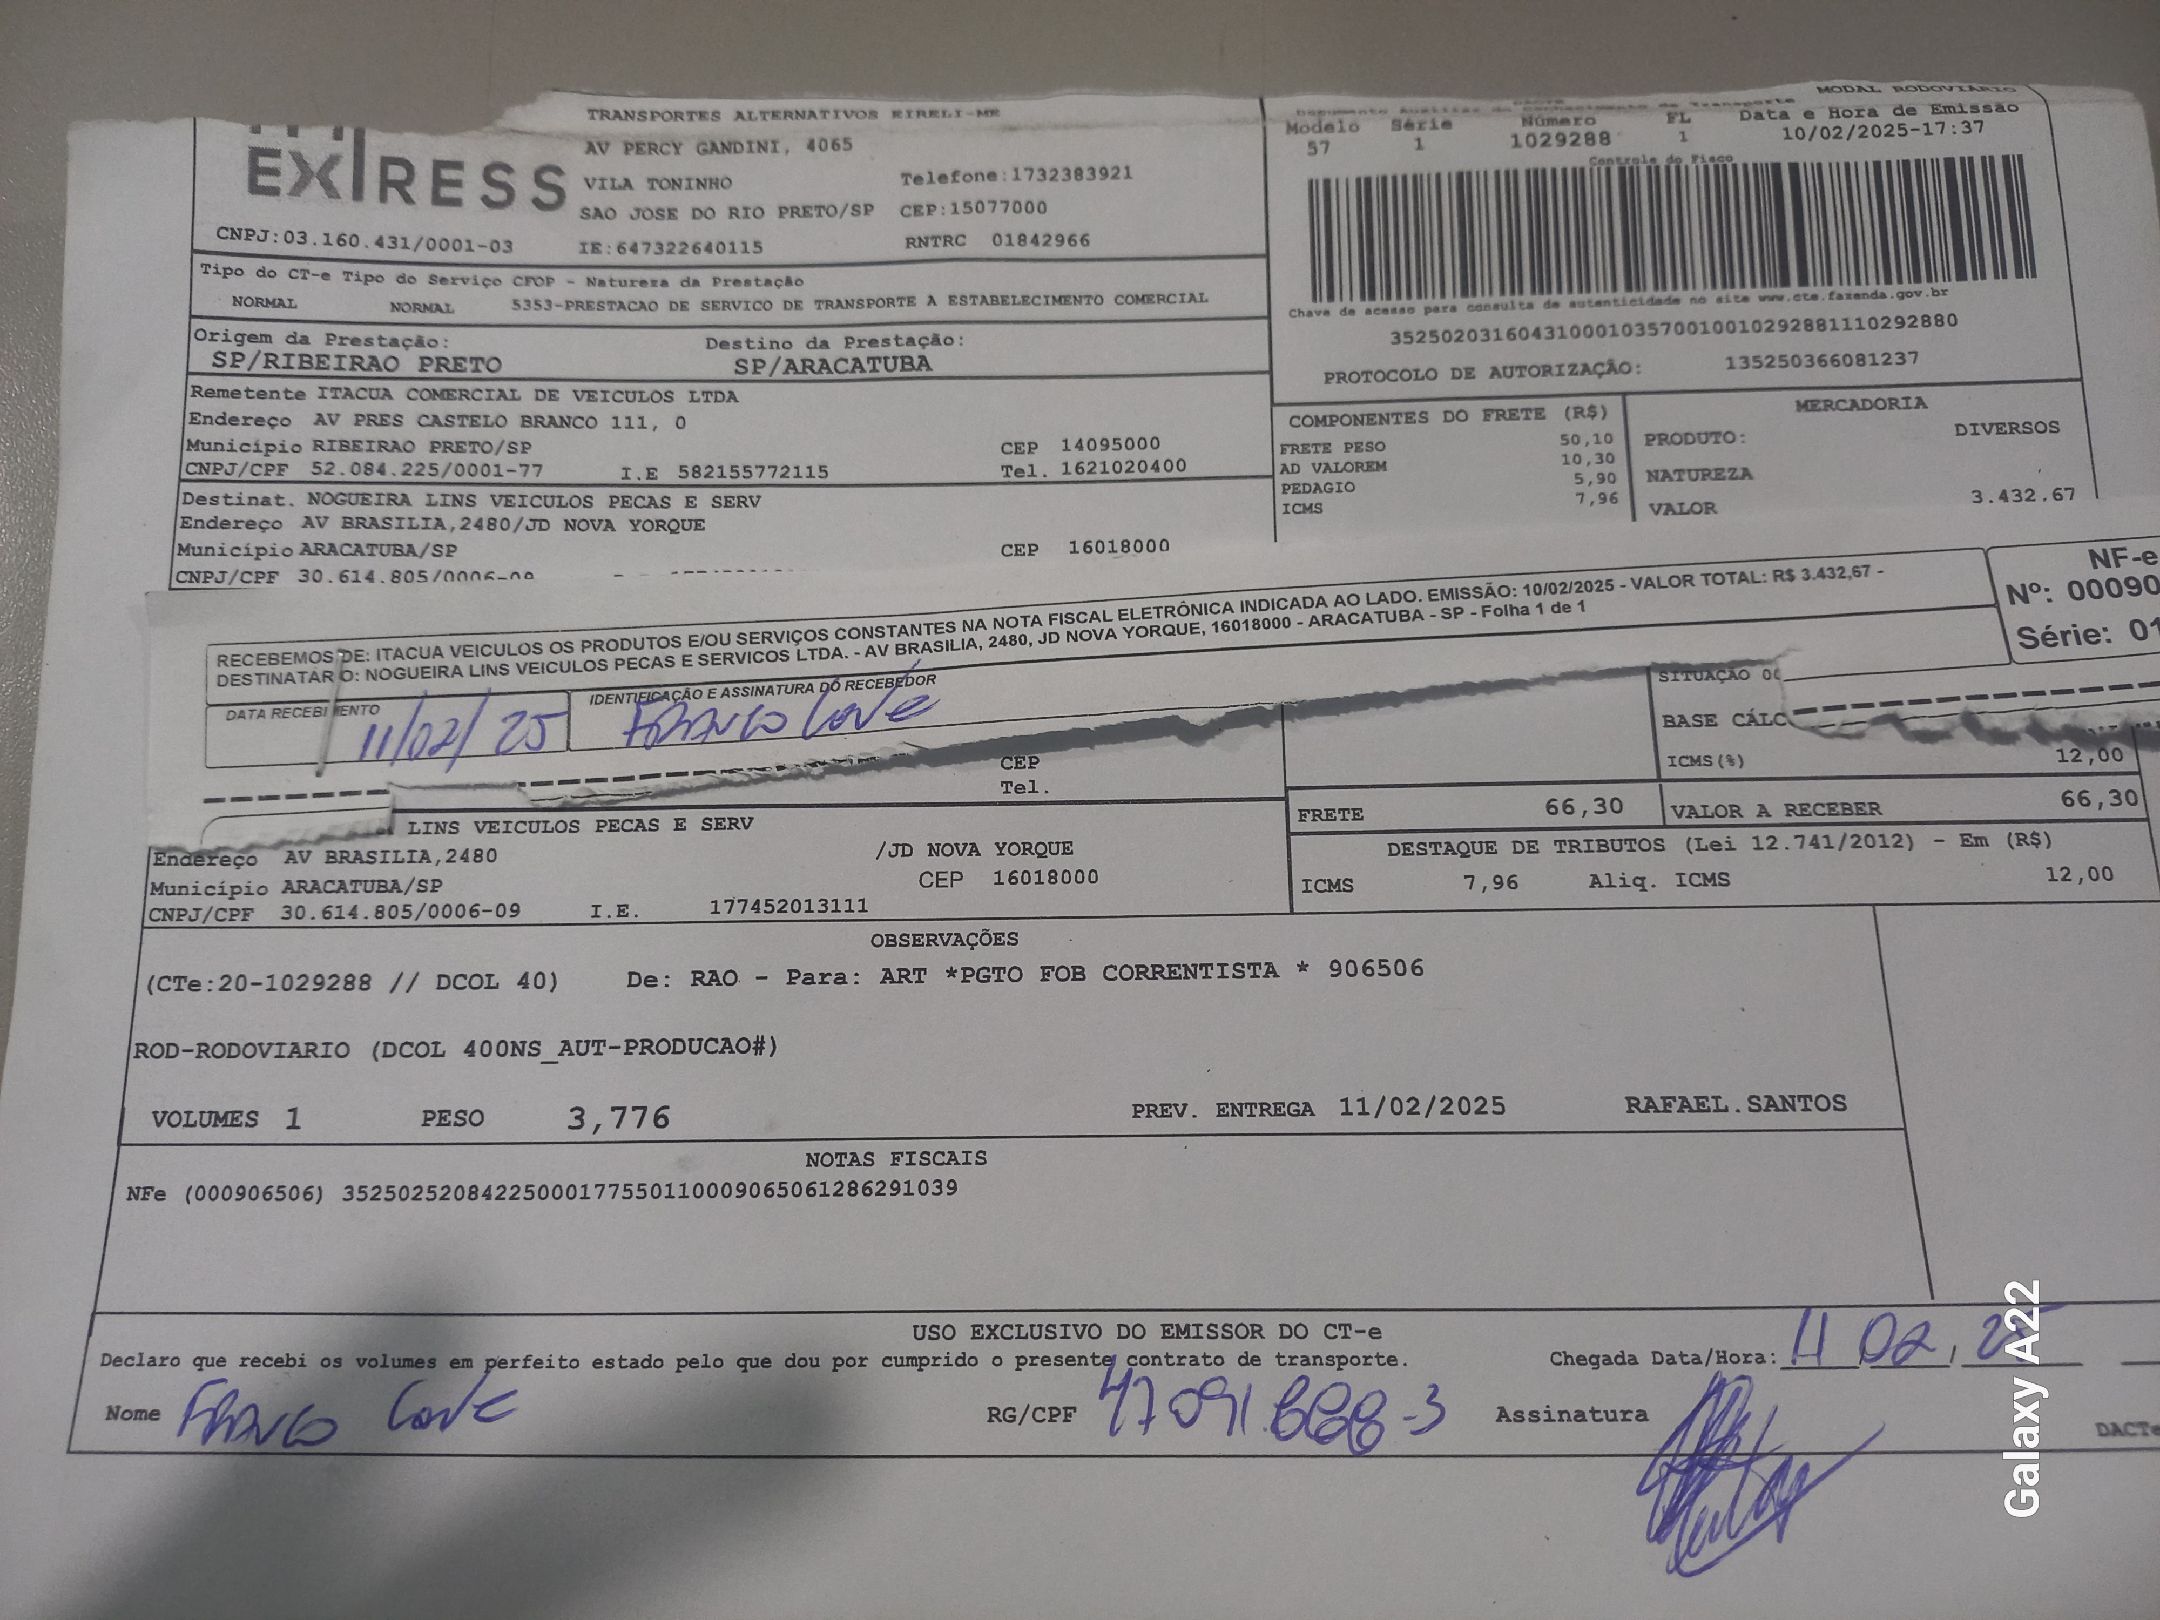 TRANSPORTES ALTERNATIVOS EIRELI-ME
AV PERCY GANDINI, 4065
VILA TONINHO Telefone:1732383921
SAO JOSE DO RIO PRETO/SP CEP:15077000
CNPJ:03.160.431/0001-03 IE:647322640115 RNTRC 01842966
MODAL RODOVIÁRIO
Modelo Série Número FL Data e Hora de Emissão
57 1 1029288 1 10/02/2025-17:37
Controle do Fisco
Chave de acesso para consulta de autenticidade no site www.cte.fazenda.gov.br
35250203160431000103570010010292881110292880
PROTOCOLO DE AUTORIZAÇÃO: 135250366081237
Tipo do CT-e Tipo do Serviço CFOP - Natureza da Prestação
NORMAL NORMAL 5353-PRESTACAO DE SERVICO DE TRANSPORTE A ESTABELECIMENTO COMERCIAL
Origem da Prestação: Destino da Prestação:
SP/RIBEIRAO PRETO SP/ARACATUBA
Remetente ITACUA COMERCIAL DE VEICULOS LTDA
Endereço AV PRES CASTELO BRANCO 111, 0
Município RIBEIRAO PRETO/SP CEP 14095000
CNPJ/CPF 52.084.225/0001-77 I.E 582155772115 Tel. 1621020400
Destinat. NOGUEIRA LINS VEICULOS PECAS E SERV
Endereço AV BRASILIA,2480/JD NOVA YORQUE
Município ARACATUBA/SP CEP 16018000
CNPJ/CPF 30.614.805/0006-09
COMPONENTES DO FRETE (R$)
FRETE PESO 50,10
AD VALOREM 10,30
PEDAGIO 5,90
ICMS 7,96
MERCADORIA
PRODUTO: DIVERSOS
NATUREZA
VALOR 3.432,67
RECEBEMOS DE: ITACUA VEICULOS OS PRODUTOS E/OU SERVIÇOS CONSTANTES NA NOTA FISCAL ELETRÔNICA INDICADA AO LADO. EMISSÃO: 10/02/2025 - VALOR TOTAL: R$ 3.432,67 -
DESTINATARIO: NOGUEIRA LINS VEICULOS PECAS E SERVICOS LTDA. - AV BRASILIA, 2480, JD NOVA YORQUE, 16018000 - ARACATUBA - SP - Folha 1 de 1
NF-e
Nº: 00090
Série: 01
DATA RECEBIMENTO IDENTIFICAÇÃO E ASSINATURA DO RECEBEDOR
11/02/25
SITUAÇÃO
BASE CÁLC
ICMS(%) 12,00
CEP
Tel.
FRETE 66,30 VALOR A RECEBER 66,30
LINS VEICULOS PECAS E SERV
Endereço AV BRASILIA,2480 /JD NOVA YORQUE
Município ARACATUBA/SP CEP 16018000
CNPJ/CPF 30.614.805/0006-09 I.E. 177452013111
DESTAQUE DE TRIBUTOS (Lei 12.741/2012) - Em (R$)
ICMS 7,96 Aliq. ICMS 12,00
OBSERVAÇÕES
(CTe:20-1029288 // DCOL 40) De: RAO - Para: ART *PGTO FOB CORRENTISTA * 906506
ROD-RODOVIARIO (DCOL 400NS_AUT-PRODUCAO#)
VOLUMES 1 PESO 3,776 PREV. ENTREGA 11/02/2025 RAFAEL.SANTOS
NOTAS FISCAIS
NFe (000906506) 35250252084225000177550110009065061286291039
USO EXCLUSIVO DO EMISSOR DO CT-e
Declaro que recebi os volumes em perfeito estado pelo que dou por cumprido o presente contrato de transporte. Chegada Data/Hora: 11 02, 25
Nome RG/CPF Assinatura
DACTe
Galaxy A22